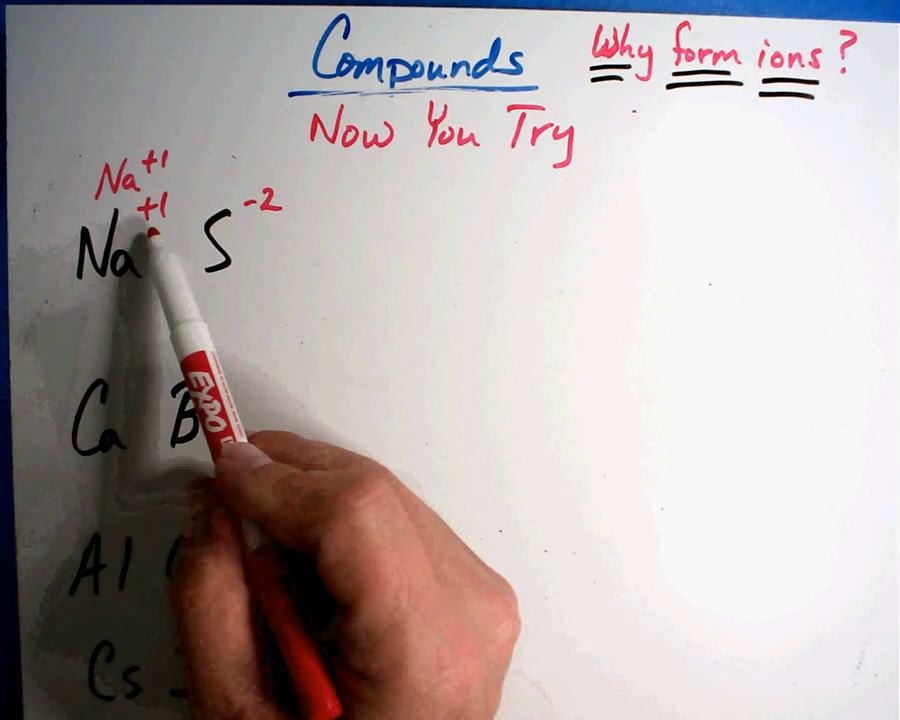 Compounds Why form ions?
Now You Try
Na+1
+1 -2
Na S
Ca B
EXPO
Al
Cs